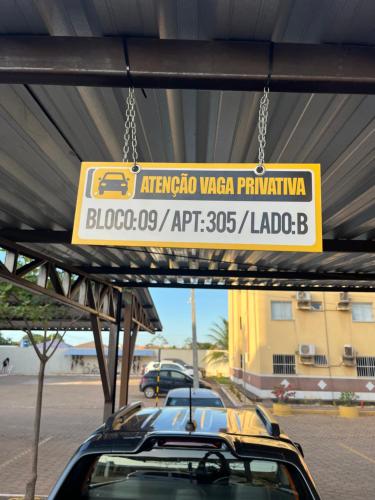 ATENÇÃO VAGA PRIVATIVA
BLOCO:09/APT:305/LADO:B